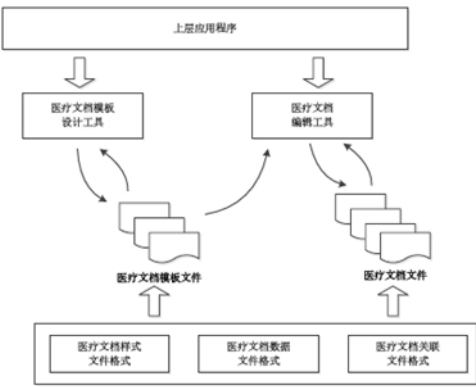 上层应用程序
医疗文档模板
设计工具
医疗文档
编辑工具
医疗文档模板文件
医疗文档文件
医疗文档样式
文件格式
医疗文档数据
文件格式
医疗文档关联
文件格式